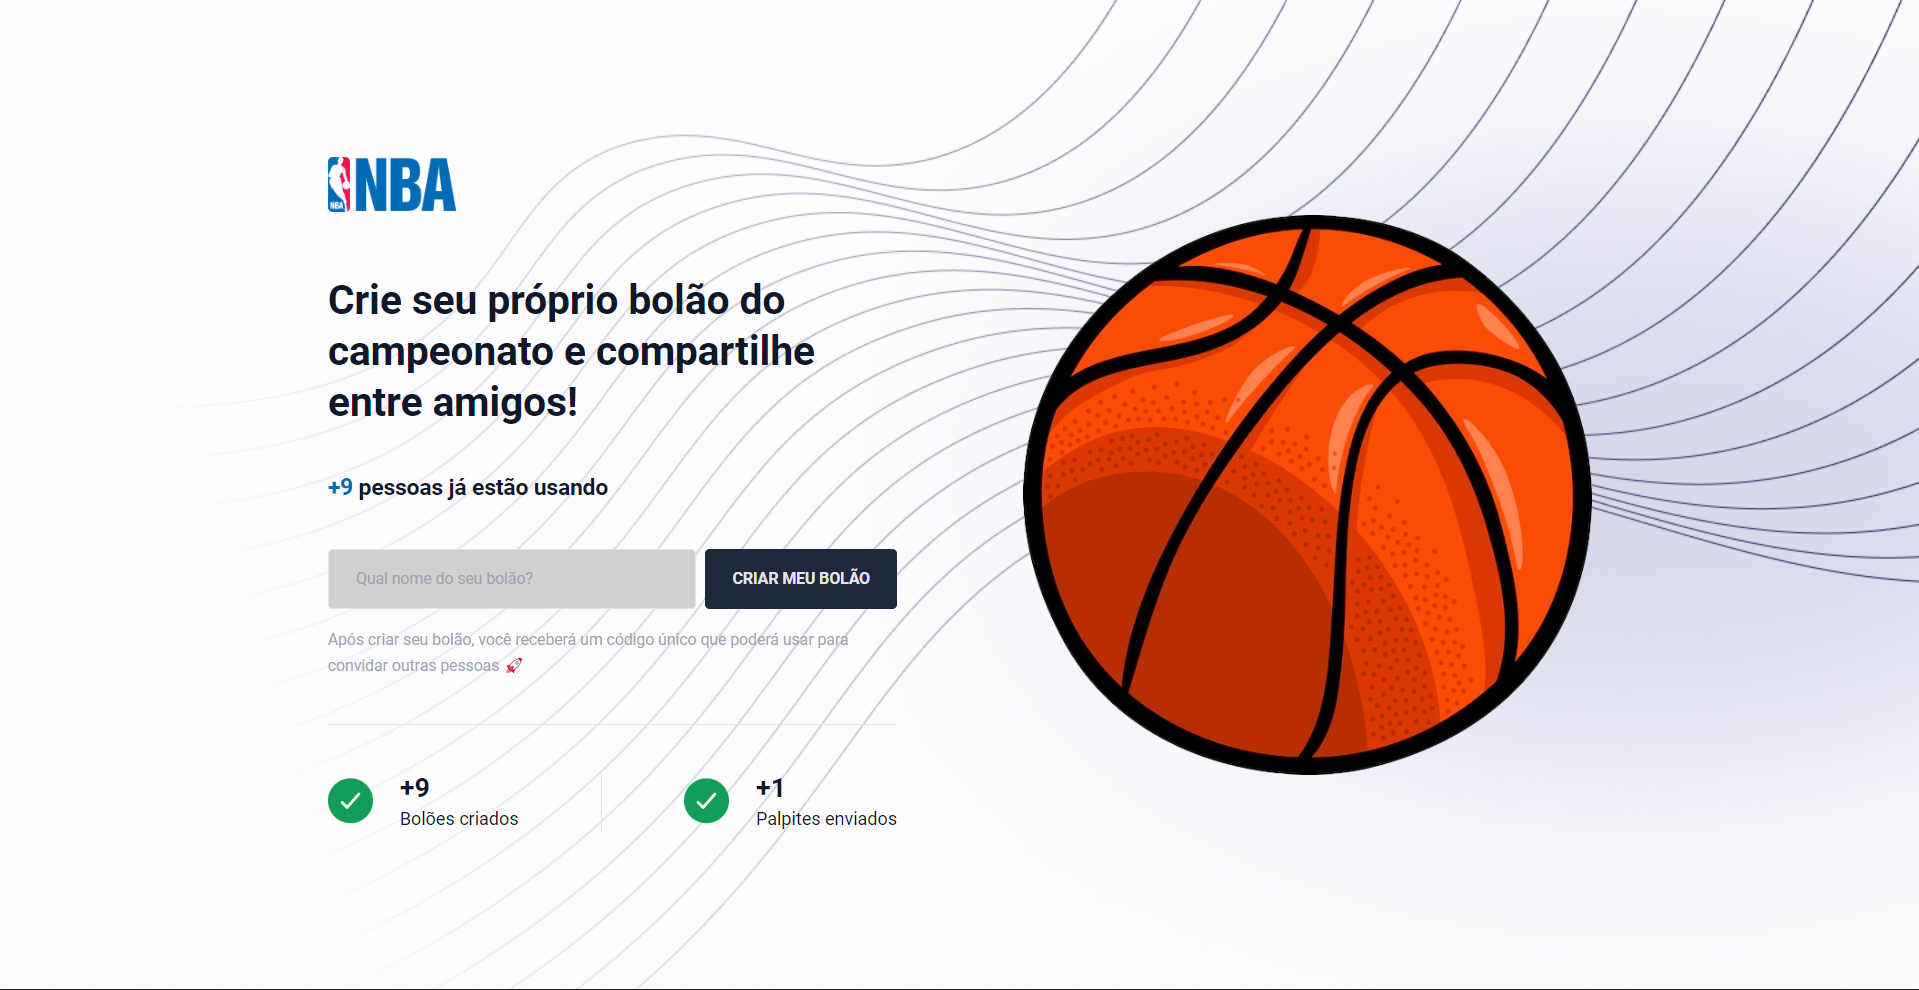 NBA
NBA
Crie seu próprio bolão do
campeonato e compartilhe
entre amigos!
+9 pessoas já estão usando
Qual nome do seu bolão?
CRIAR MEU BOLÃO
Após criar seu bolão, você receberá um código único que poderá usar para
convidar outras pessoas 🚀
+9
Bolões criados
+1
Palpites enviados